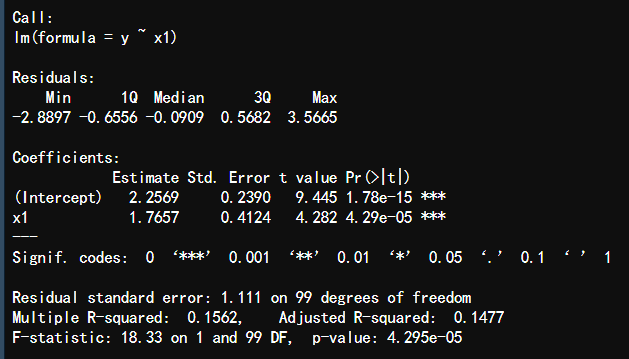 Call:
lm(formula = y ~ x1)

Residuals:
    Min      1Q  Median      3Q     Max
-2.8897 -0.6556 -0.0909  0.5682  3.5665

Coefficients:
            Estimate Std. Error t value Pr(>|t|)
(Intercept)   2.2569     0.2390   9.445 1.78e-15 ***
x1            1.7657     0.4124   4.282 4.29e-05 ***
---
Signif. codes:  0 ‘***’ 0.001 ‘**’ 0.01 ‘*’ 0.05 ‘.’ 0.1 ‘ ’ 1

Residual standard error: 1.111 on 99 degrees of freedom
Multiple R-squared:  0.1562,    Adjusted R-squared:  0.1477
F-statistic: 18.33 on 1 and 99 DF,  p-value: 4.295e-05